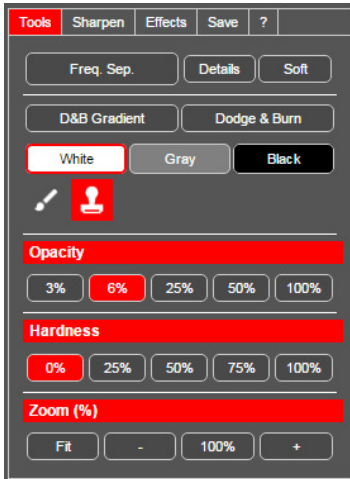 Tools Sharpen Effects Save ?
Freq. Sep. Details Soft
D&B Gradient Dodge & Burn
White Gray Black
Opacity
3% 6% 25% 50% 100%
Hardness
0% 25% 50% 75% 100%
Zoom (%)
Fit - 100% +